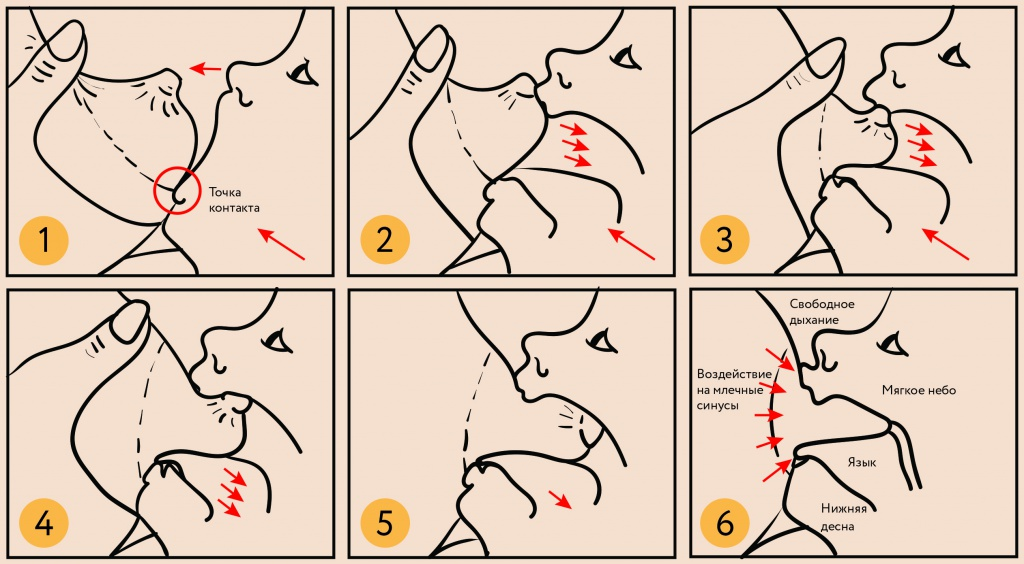 Точка
контакта
1
2
3
4
5
Свободное
дыхание
Воздействие
на млечные
синусы
Мягкое небо
Язык
Нижняя
десна
6